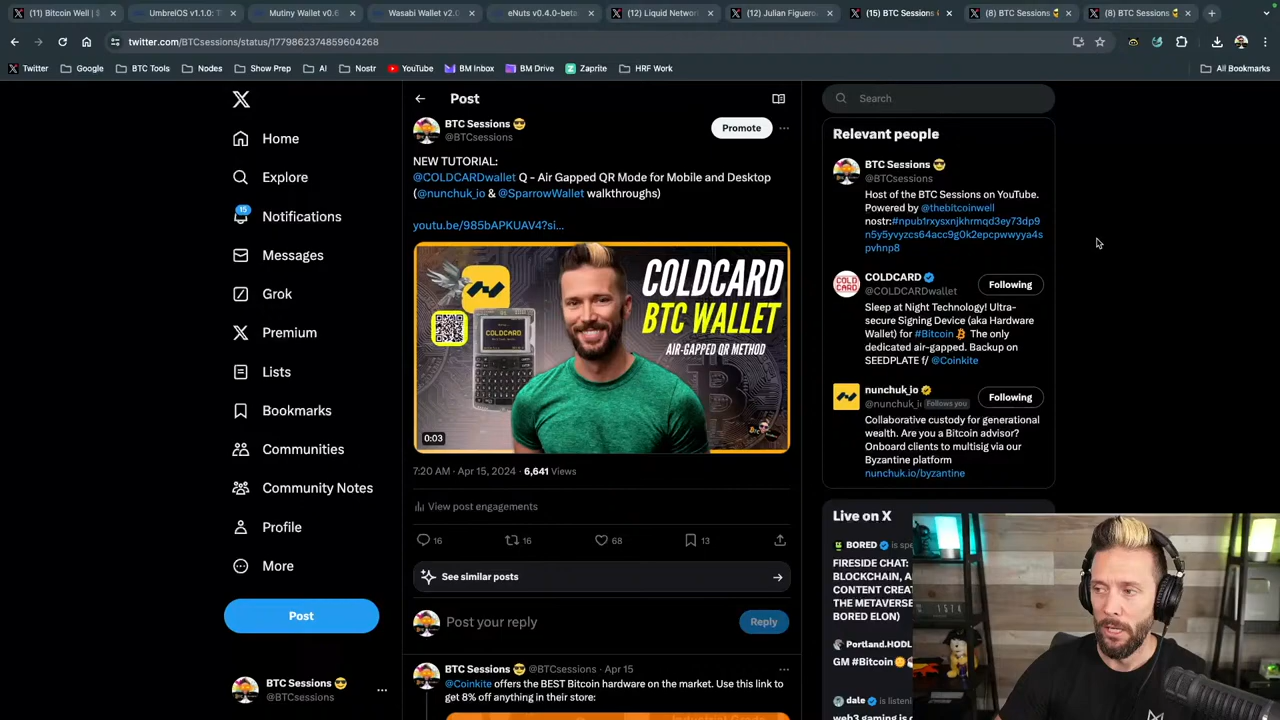 (11) Bitcoin Well | $
UmbrelOS v1.1.0: T
Mutiny Wallet v0.6
Wasabi Wallet v2.0
eNuts v0.4.0-beta
(12) Liquid Netwo
(12) Julian Figuero
(15) BTC Sessions
(8) BTC Sessions
(8) BTC Sessions
twitter.com/BTCsessions/status/1779862374859604268
Twitter
Google
BTC Tools
Nodes
Show Prep
AI
Nostr
YouTube
BM Inbox
BM Drive
Zaprite
HRF Work
All Bookmarks
Home
Explore
15
Notifications
Messages
Grok
Premium
Lists
Bookmarks
Communities
Community Notes
Profile
More
Post
BTC Sessions 😎
@BTCsessions
Post
BTC Sessions 😎
@BTCsessions
Promote
NEW TUTORIAL:
@COLDCARDwallet Q - Air Gapped QR Mode for Mobile and Desktop
(@nunchuk_io & @SparrowWallet walkthroughs)
youtu.be/985bAPKUAV4?si...
COLDCARD
COLDCARD
BTC WALLET
AIR-GAPPED QR METHOD
0:03
7:20 AM · Apr 15, 2024 · 6,641 Views
View post engagements
16
16
68
13
See similar posts
Post your reply
Reply
BTC Sessions 😎 @BTCsessions · Apr 15
@Coinkite offers the BEST Bitcoin hardware on the market. Use this link to
get 8% off anything in their store:
Search
Relevant people
BTC Sessions 😎
@BTCsessions
Host of the BTC Sessions on YouTube.
Powered by @thebitcoinwell
nostr:#npub1rxysxnjkhrmqd3ey73dp9
n5y5yvyzcs64acc9g0k2epcpwwyya4s
pvhnp8
COLDCARD
@COLDCARDwallet
Following
Sleep at Night Technology! Ultra-
secure Signing Device (aka Hardware
Wallet) for #Bitcoin The only
dedicated air-gapped. Backup on
SEEDPLATE f/ @Coinkite
nunchuk_io
Follows you
Following
Collaborative custody for generational
wealth. Are you a Bitcoin advisor?
Onboard clients to multisig via our
Byzantine platform
nunchuk.io/byzantine
Live on X
BORED is
FIRESIDE CHAT:
BLOCKCHAIN, A
CONTENT CREA
THE METAVERS
BORED ELON)
Portland.HODL
GM #Bitcoin
dale is
web3 gaming is